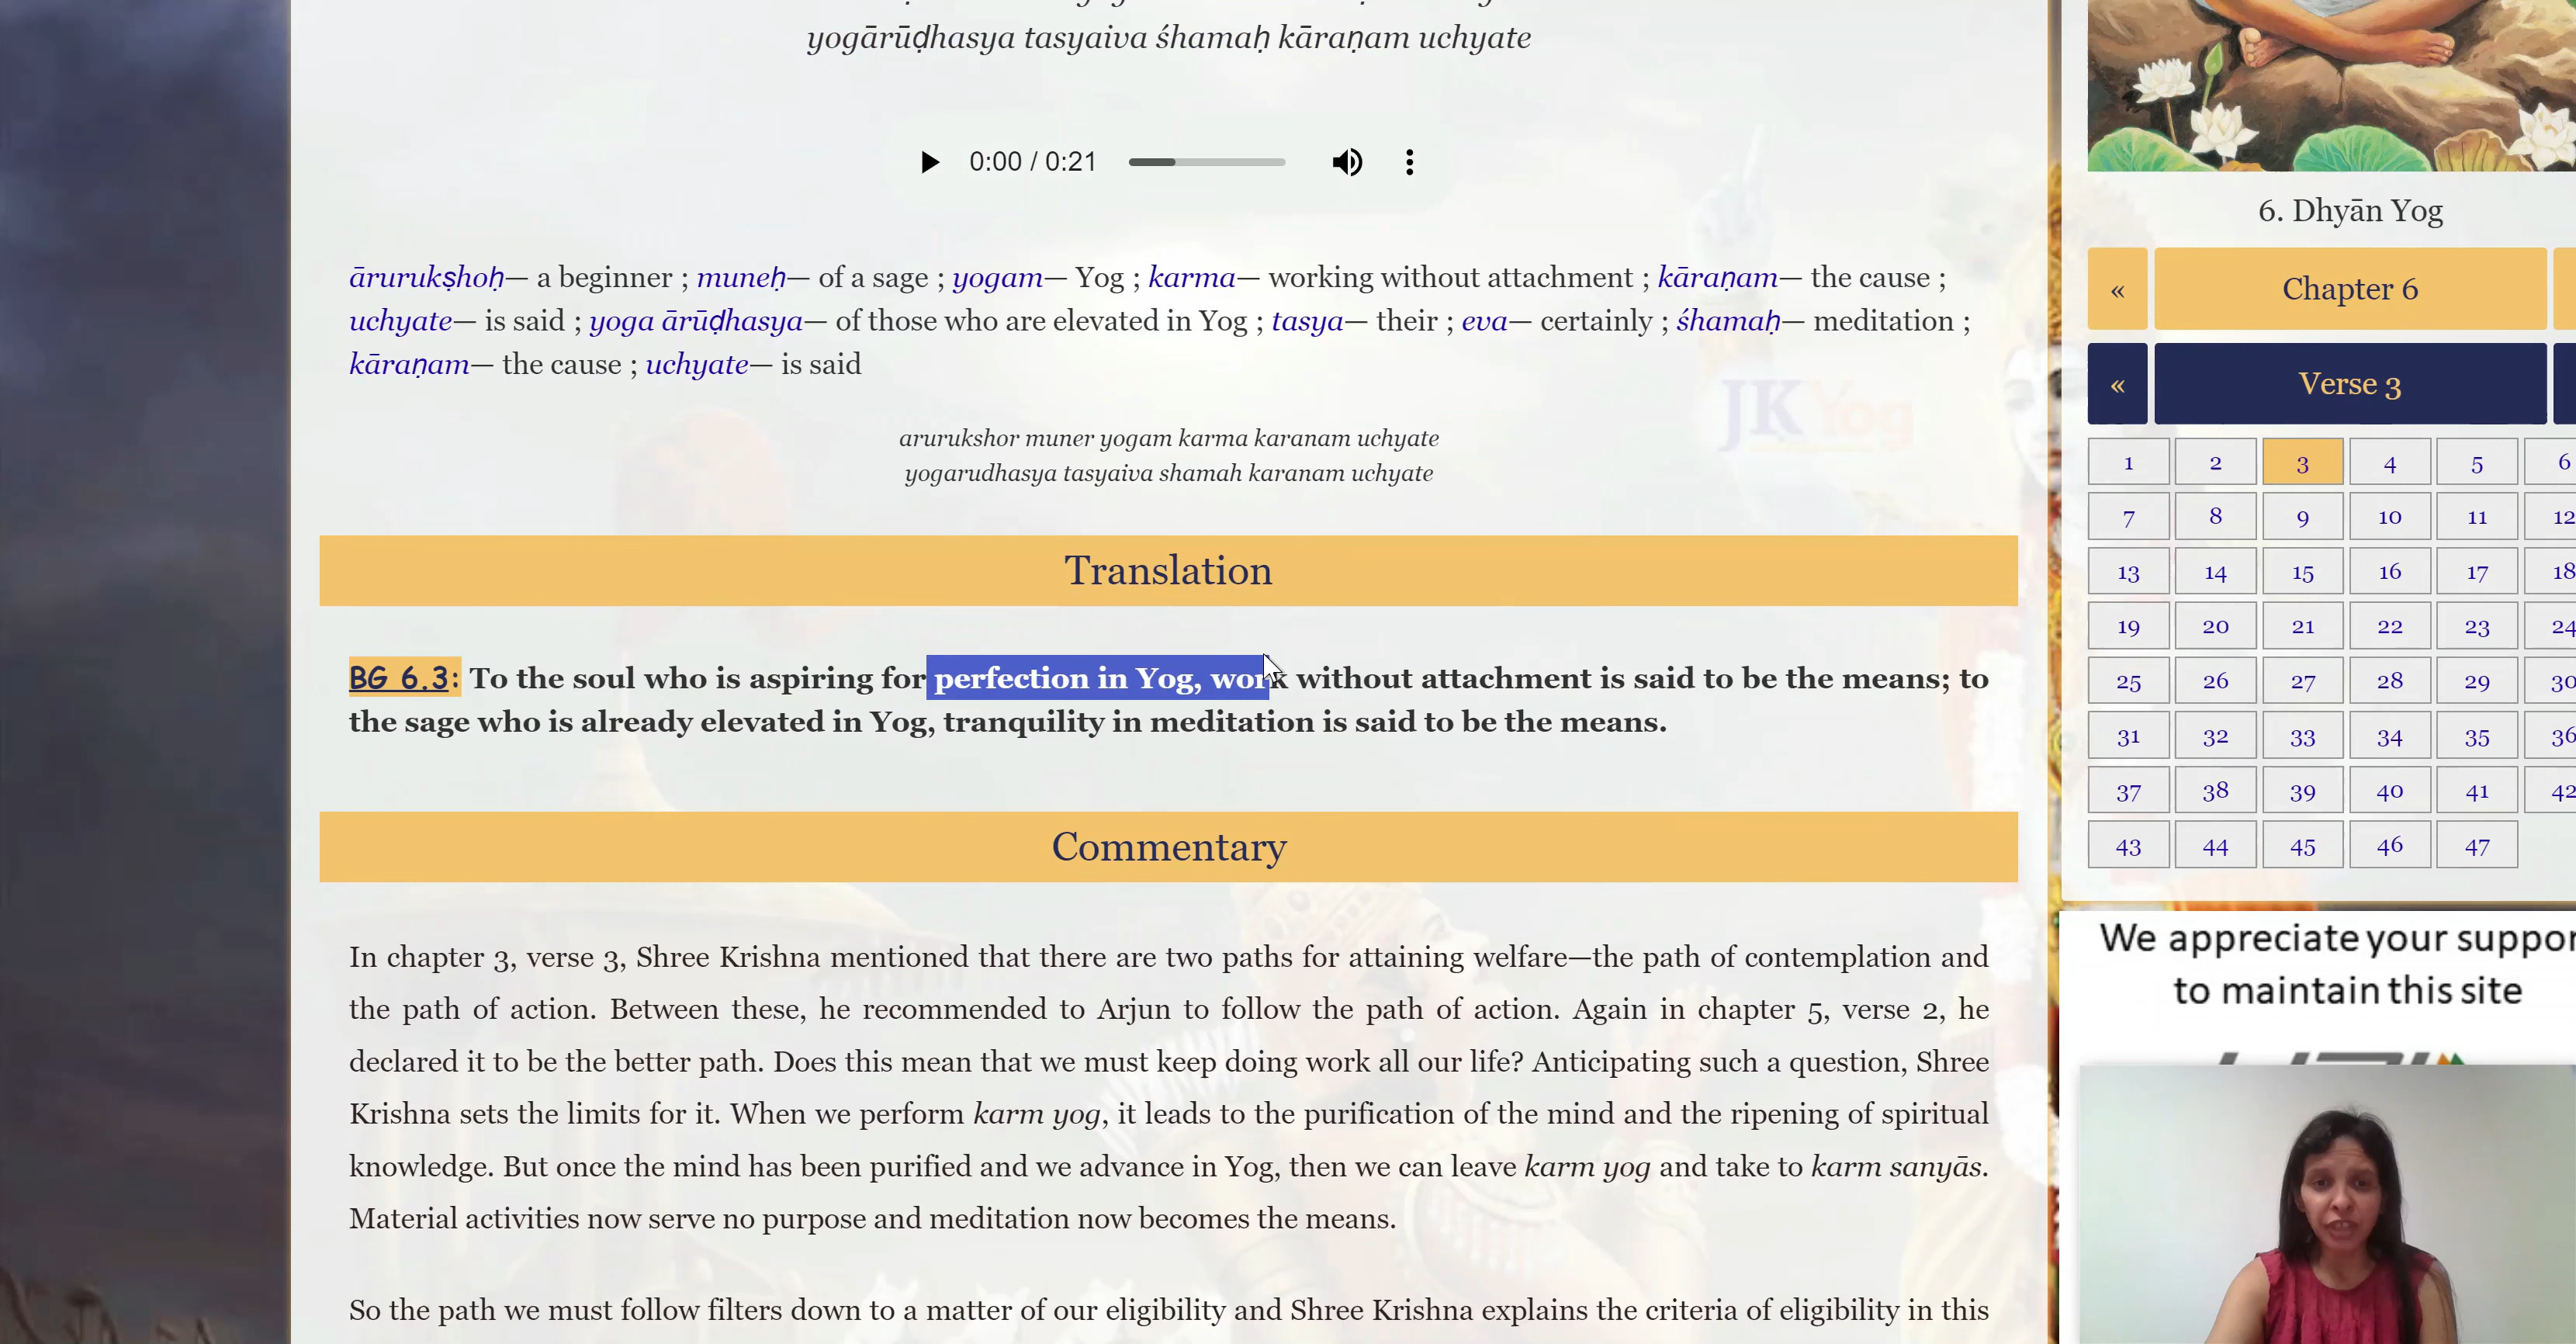 yogārūḍhasya tasyaiva śhamaḥ kāraṇam uchyate
0:00 / 0:21
ārurukṣhoḥ— a beginner ; muneḥ— of a sage ; yogam— Yog ; karma— working without attachment ; kāraṇam— the cause ;
uchyate— is said ; yoga ārūḍhasya— of those who are elevated in Yog ; tasya— their ; eva— certainly ; śhamaḥ— meditation ;
kāraṇam— the cause ; uchyate— is said
JKYog
arurukshor muner yogam karma karanam uchyate
yogarudhasya tasyaiva shamah karanam uchyate
Translation
BG 6.3: To the soul who is aspiring for perfection in Yog, work without attachment is said to be the means; to
the sage who is already elevated in Yog, tranquility in meditation is said to be the means.
Commentary
In chapter 3, verse 3, Shree Krishna mentioned that there are two paths for attaining welfare—the path of contemplation and
the path of action. Between these, he recommended to Arjun to follow the path of action. Again in chapter 5, verse 2, he
declared it to be the better path. Does this mean that we must keep doing work all our life? Anticipating such a question, Shree
Krishna sets the limits for it. When we perform karm yog, it leads to the purification of the mind and the ripening of spiritual
knowledge. But once the mind has been purified and we advance in Yog, then we can leave karm yog and take to karm sanyās.
Material activities now serve no purpose and meditation now becomes the means.
So the path we must follow filters down to a matter of our eligibility and Shree Krishna explains the criteria of eligibility in this
6. Dhyān Yog
« Chapter 6
« Verse 3
1 2 3 4 5 6
7 8 9 10 11 12
13 14 15 16 17 18
19 20 21 22 23 24
25 26 27 28 29 30
31 32 33 34 35 36
37 38 39 40 41 42
43 44 45 46 47
We appreciate your suppor
to maintain this site